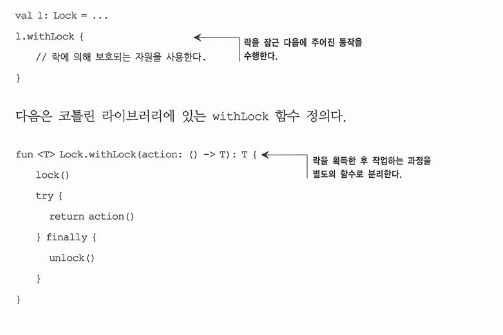 val l: Lock = ...
l.withLock {
락을 잠근 다음에 주어진 동작을
수행한다.
// 락에 의해 보호되는 자원을 사용한다.
}
다음은 코틀린 라이브러리에 있는 withLock 함수 정의다.
fun <T> Lock.withLock(action: () -> T): T {
락을 획득한 후 작업하는 과정을
별도의 함수로 분리한다.
lock()
try {
return action()
} finally {
unlock()
}
}